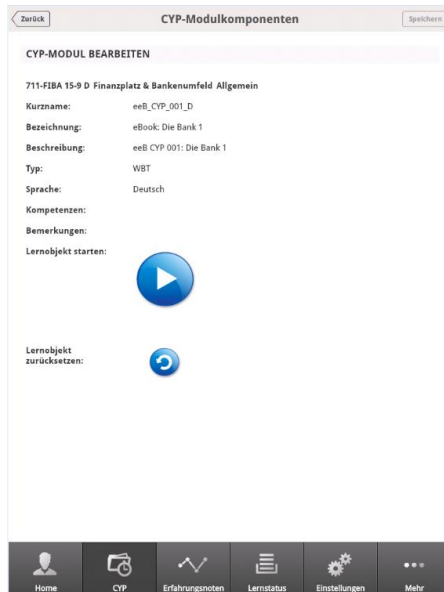 Zurück CYP-Modulkomponenten Speichern
CYP-MODUL BEARBEITEN
711-FIBA 15-9 D Finanzplatz & Bankenumfeld Allgemein
Kurzname: eeB_CYP_001_D
Bezeichnung: eBook: Die Bank 1
Beschreibung: eeB CYP 001: Die Bank 1
Typ: WBT
Sprache: Deutsch
Kompetenzen:
Bemerkungen:
Lernobjekt starten:
Lernobjekt
zurücksetzen:
Home CYP Erfahrungsnoten Lernstatus Einstellungen Mehr